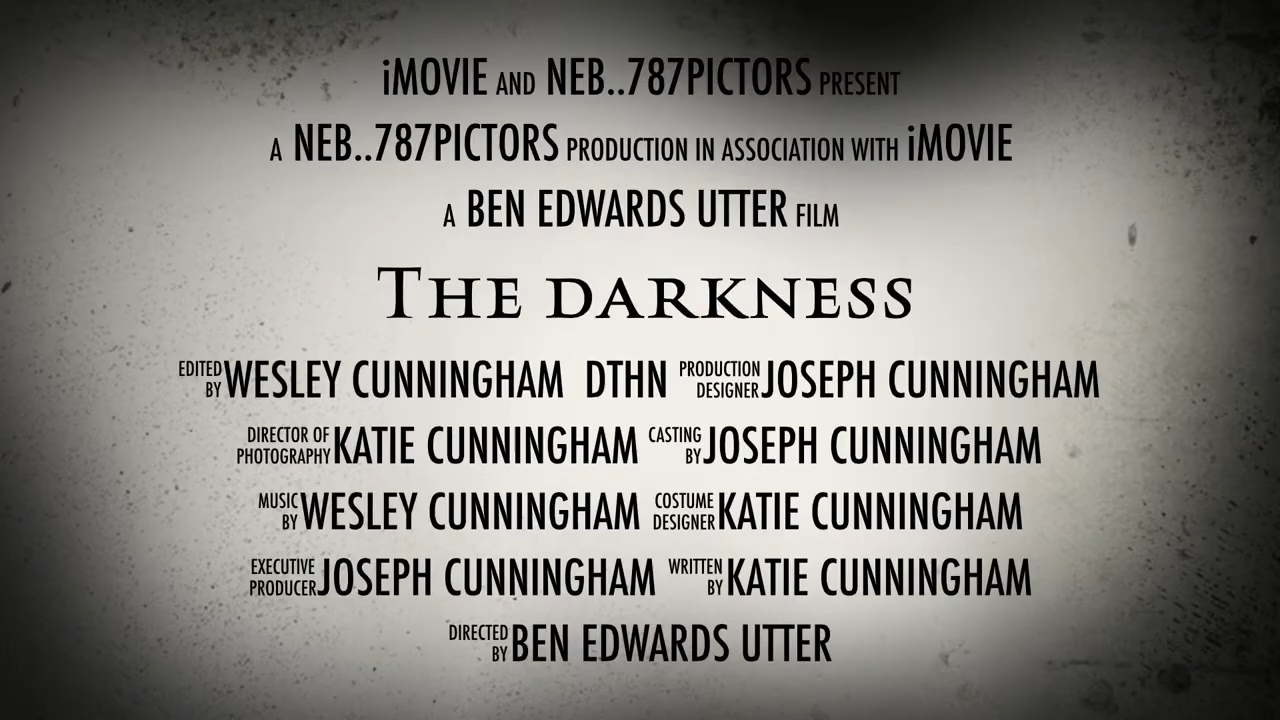 iMOVIE AND NEB..787PICTORS PRESENT
A NEB..787PICTORS PRODUCTION IN ASSOCIATION WITH iMOVIE
A BEN EDWARDS UTTER FILM
THE DARKNESS
EDITED BY WESLEY CUNNINGHAM DTHN PRODUCTION DESIGNER JOSEPH CUNNINGHAM
DIRECTOR OF PHOTOGRAPHY KATIE CUNNINGHAM CASTING BY JOSEPH CUNNINGHAM
MUSIC BY WESLEY CUNNINGHAM COSTUME DESIGNER KATIE CUNNINGHAM
EXECUTIVE PRODUCER JOSEPH CUNNINGHAM WRITTEN BY KATIE CUNNINGHAM
DIRECTED BY BEN EDWARDS UTTER